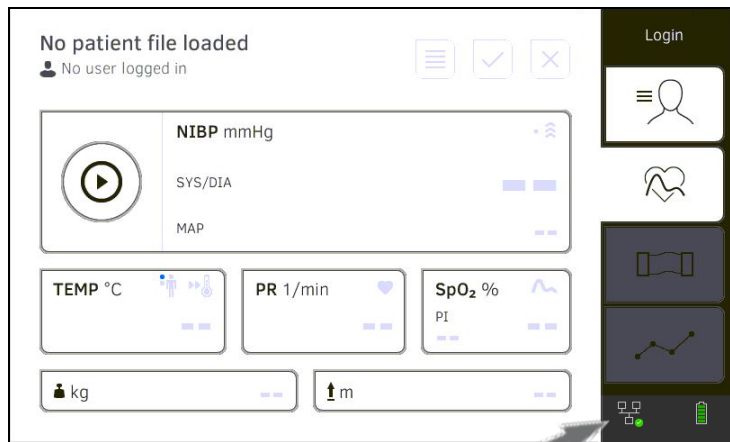 No patient file loaded
No user logged in
Login
NIBP mmHg
SYS/DIA
MAP
TEMP °C
PR 1/min
SpO₂ %
PI
kg
m